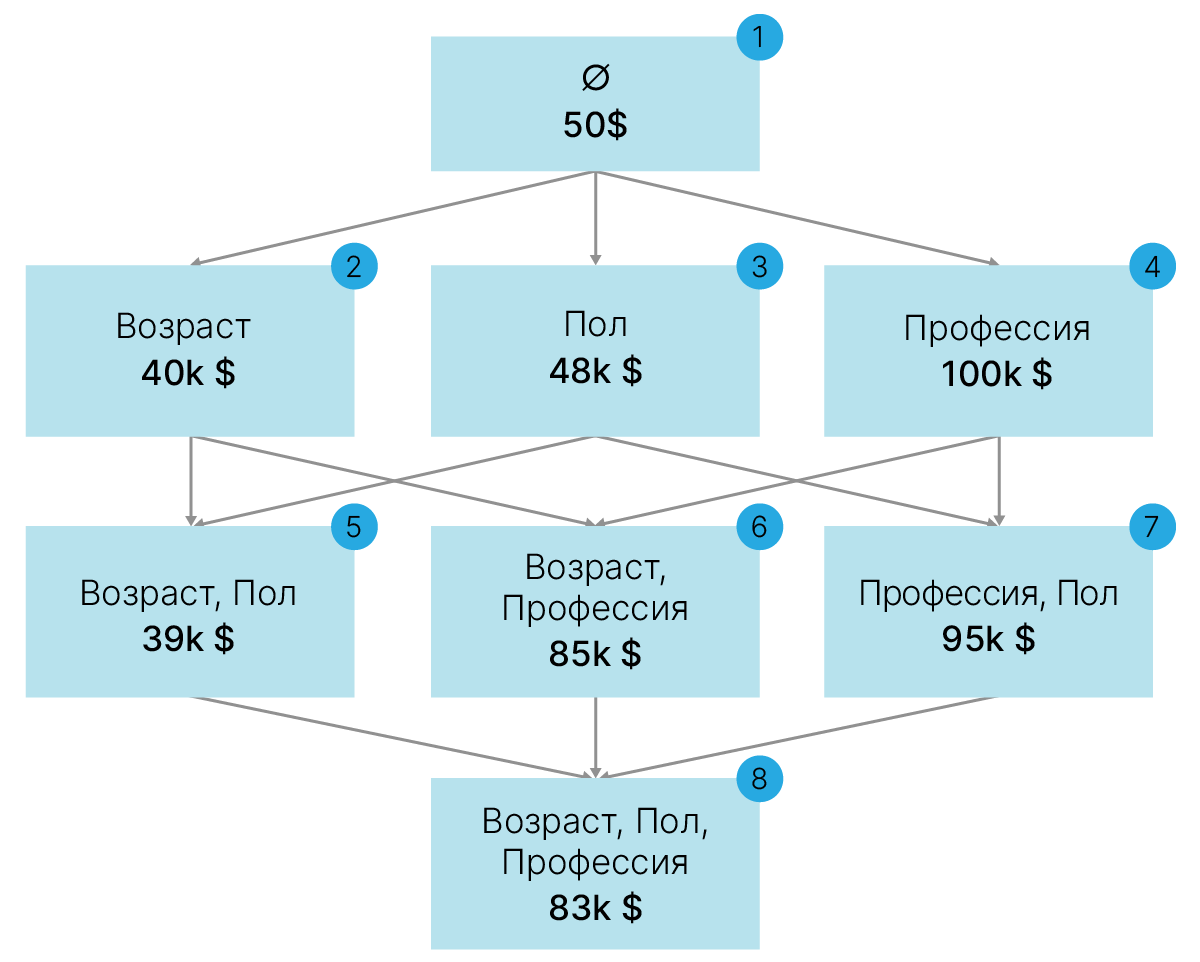 1
∅
50$
2
Возраст
40k $
3
Пол
48k $
4
Профессия
100k $
5
Возраст, Пол
39k $
6
Возраст,
Профессия
85k $
7
Профессия, Пол
95k $
8
Возраст, Пол,
Профессия
83k $